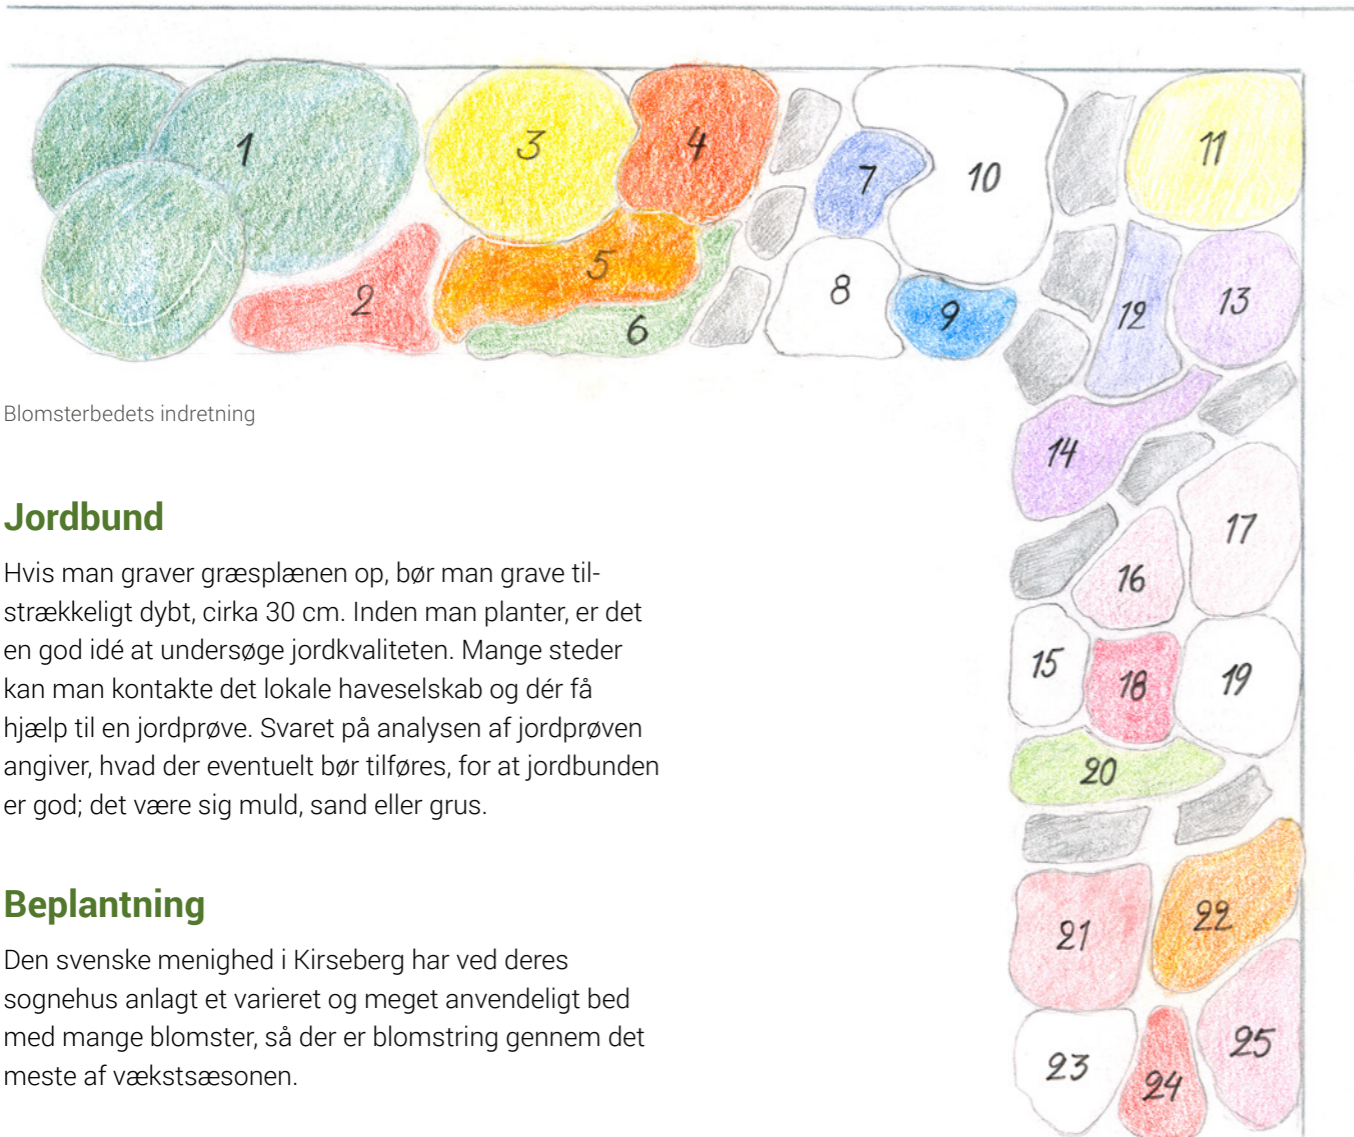 1
2
3
4
5
6
7
8
9
10
11
12
13
14
15
16
17
18
19
20
21
22
23
24
25
Blomsterbedets indretning
Jordbund
Hvis man graver græsplænen op, bør man grave til-
strækkeligt dybt, cirka 30 cm. Inden man planter, er det
en god idé at undersøge jordkvaliteten. Mange steder
kan man kontakte det lokale haveselskab og dér få
hjælp til en jordprøve. Svaret på analysen af jordprøven
angiver, hvad der eventuelt bør tilføres, for at jordbunden
er god; det være sig muld, sand eller grus.
Beplantning
Den svenske menighed i Kirseberg har ved deres
sognehus anlagt et varieret og meget anvendeligt bed
med mange blomster, så der er blomstring gennem det
meste af vækstsæsonen.